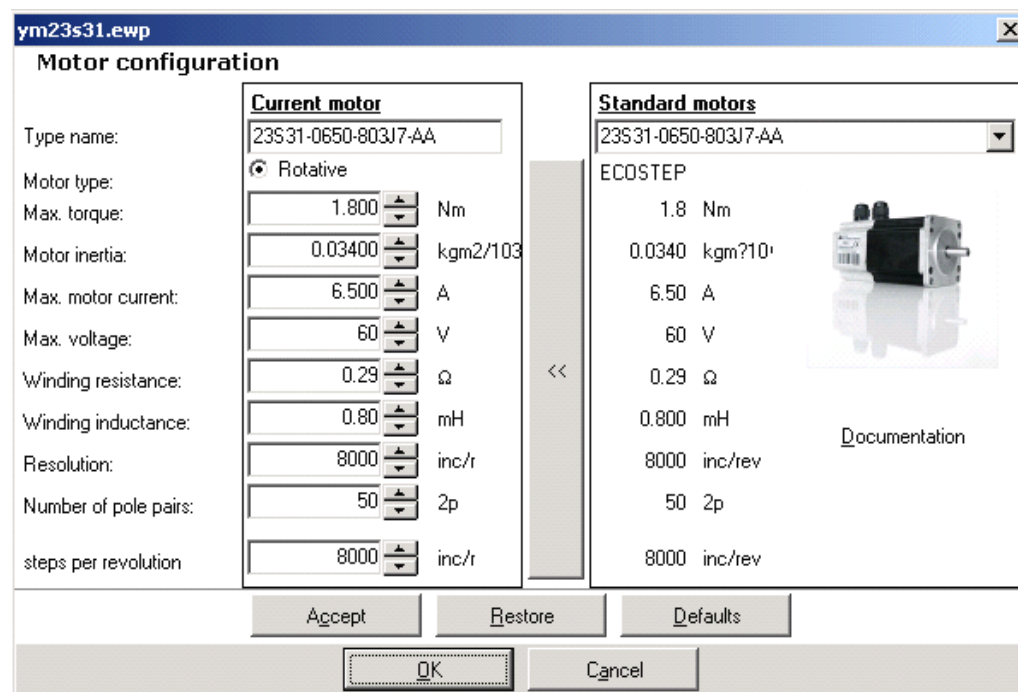 ym23s31.ewp
Motor configuration
Current motor Standard motors
Type name: 23S31-0650-803J7-AA 23S31-0650-803J7-AA
Motor type: Rotative ECOSTEP
Max. torque: 1.800 Nm 1.8 Nm
Motor inertia: 0.03400 kgm2/103 0.0340 kgm?10
Max. motor current: 6.500 A 6.50 A
Max. voltage: 60 V 60 V
Winding resistance: 0.29 Ω << 0.29 Ω
Winding inductance: 0.80 mH 0.800 mH
Documentation
Resolution: 8000 inc/r 8000 inc/rev
Number of pole pairs: 50 2p 50 2p
steps per revolution 8000 inc/r 8000 inc/rev
Accept Restore Defaults
OK Cancel